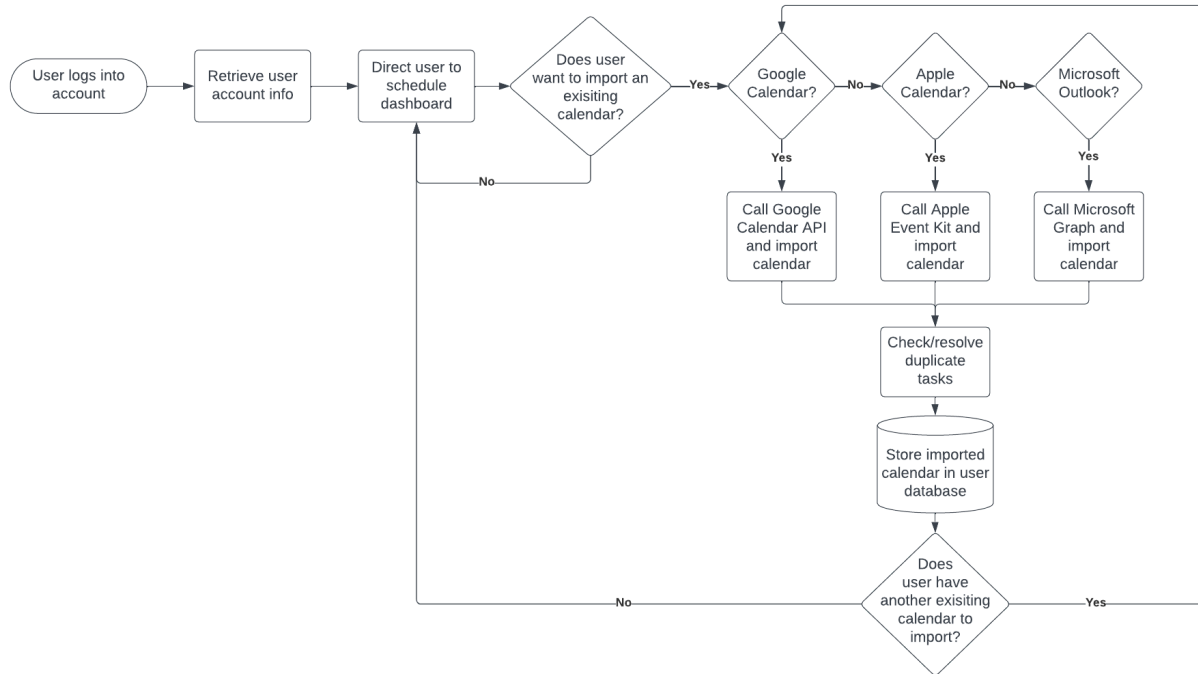 User logs into
account
Retrieve user
account info
Direct user to
schedule
dashboard
Does user
want to import an
exisiting
calendar?
No
Yes
Google
Calendar?
No
Apple
Calendar?
No
Microsoft
Outlook?
Yes
Yes
Yes
Call Google
Calendar API
and import
calendar
Call Apple
Event Kit and
import
calendar
Call Microsoft
Graph and
import
calendar
Check/resolve
duplicate
tasks
Store imported
calendar in user
database
Does
user have
another exisiting
calendar to
import?
No
Yes